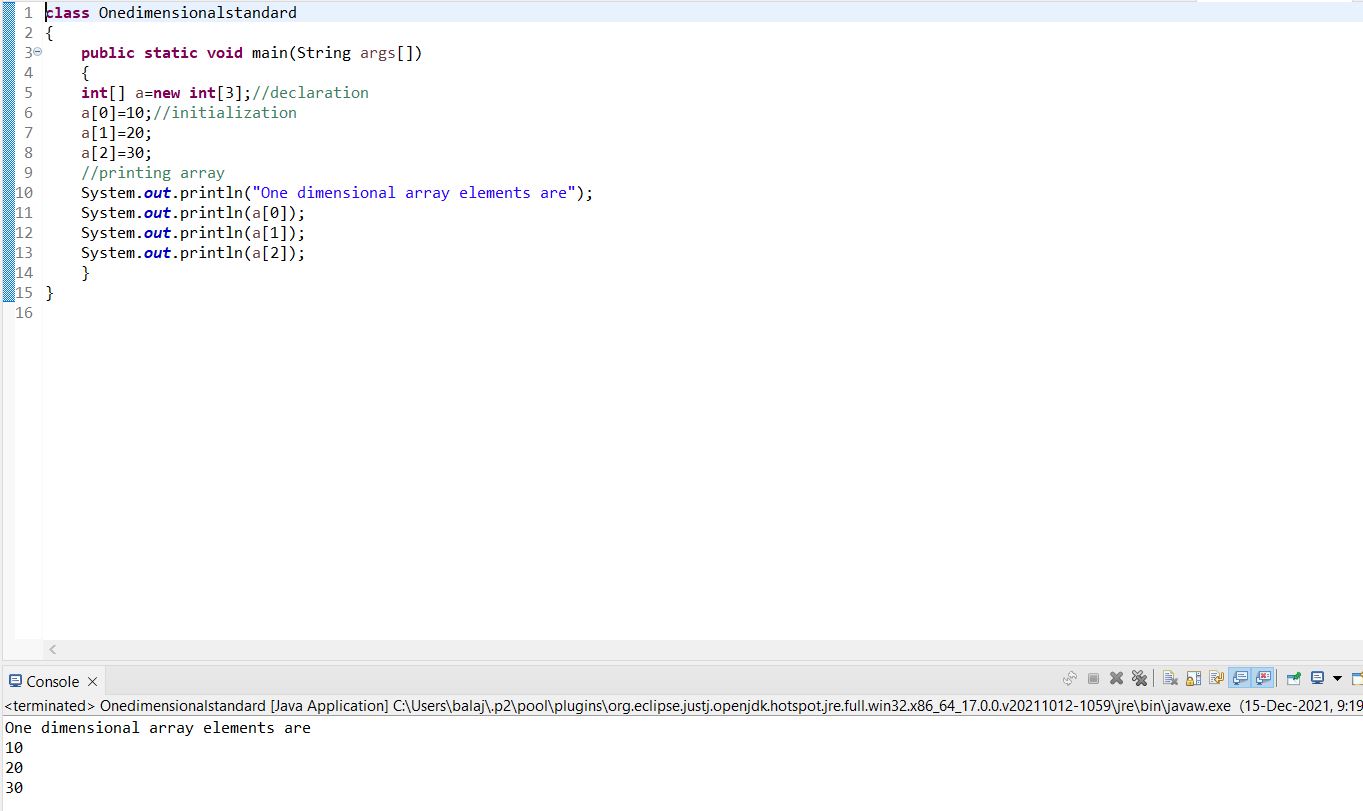 1 class Onedimensionalstandard
2 {
3 public static void main(String args[])
4 {
5 int[] a=new int[3];//declaration
6 a[0]=10;//initialization
7 a[1]=20;
8 a[2]=30;
9 //printing array
10 System.out.println("One dimensional array elements are");
11 System.out.println(a[0]);
12 System.out.println(a[1]);
13 System.out.println(a[2]);
14 }
15 }
16
Console
<terminated> Onedimensionalstandard [Java Application] C:\Users\balaj\.p2\pool\plugins\org.eclipse.justj.openjdk.hotspot.jre.full.win32.x86_64_17.0.0.v20211012-1059\jre\bin\javaw.exe (15-Dec-2021, 9:19
One dimensional array elements are
10
20
30